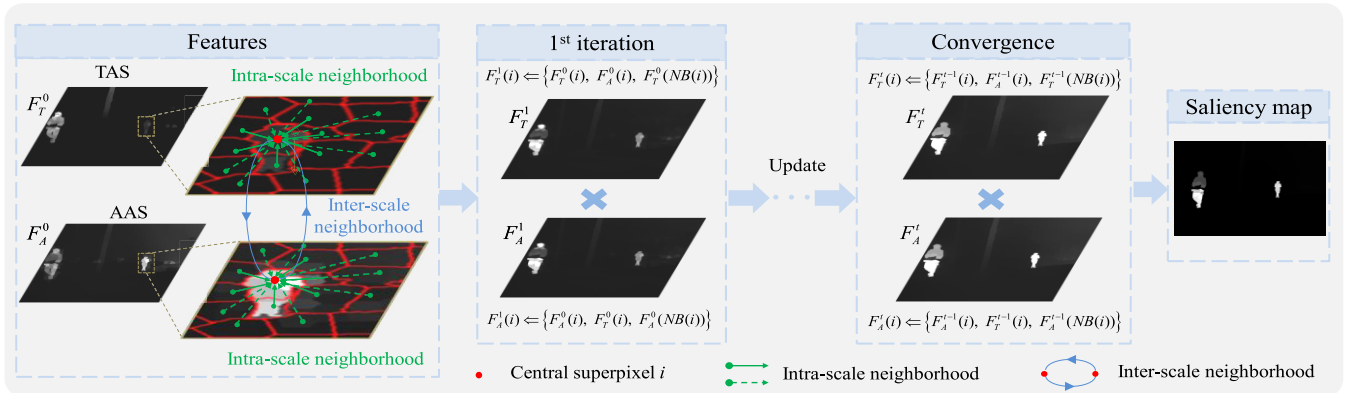 Features
TAS
Intra-scale neighborhood
F_T^0
Inter-scale
neighborhood
AAS
F_A^0
Intra-scale neighborhood
1st iteration
F_T^1(i) ⇐ {F_T^0(i), F_A^0(i), F_T^0(NB(i))}
F_T^1
F_A^1
F_A^1(i) ⇐ {F_A^0(i), F_T^0(i), F_A^0(NB(i))}
Update
Convergence
F_T^t(i) ⇐ {F_T^{t-1}(i), F_A^{t-1}(i), F_T^{t-1}(NB(i))}
F_T^t
F_A^t
F_A^t(i) ⇐ {F_A^{t-1}(i), F_T^{t-1}(i), F_A^{t-1}(NB(i))}
Saliency map
Central superpixel i
Intra-scale neighborhood
Inter-scale neighborhood